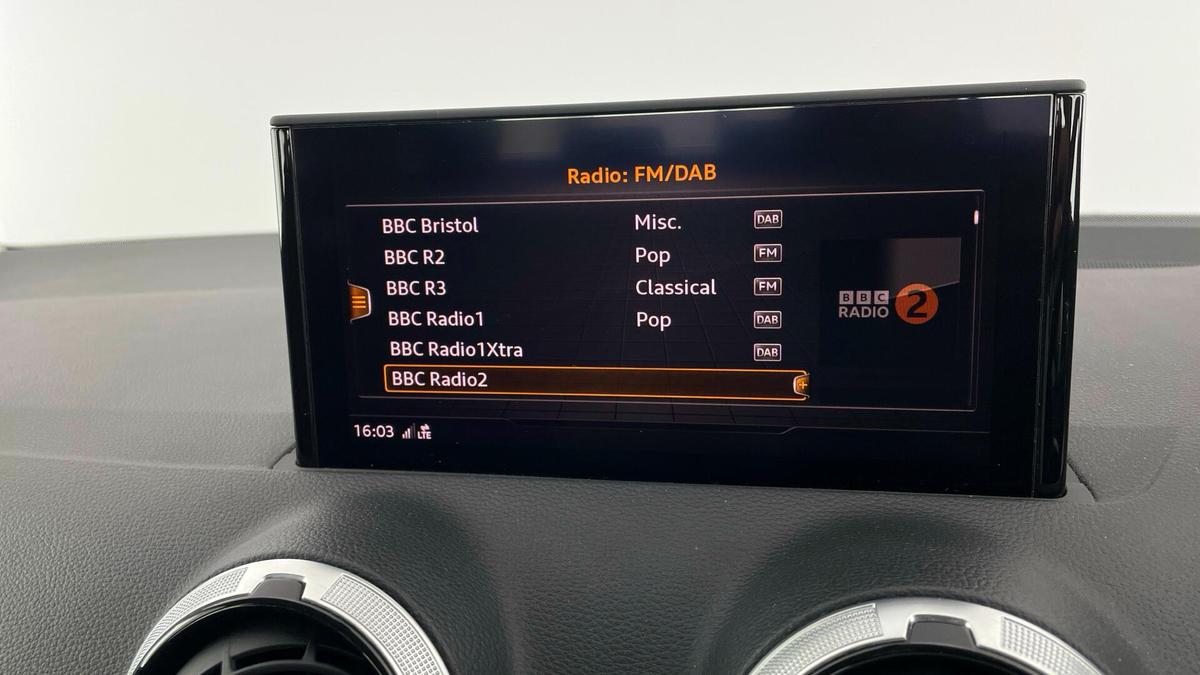 Radio: FM/DAB
BBC Bristol Misc. DAB
BBC R2 Pop FM
BBC R3 Classical FM
BBC Radio1 Pop DAB
BBC Radio1Xtra DAB
BBC Radio2
BBC
RADIO 2
16:03 LTE